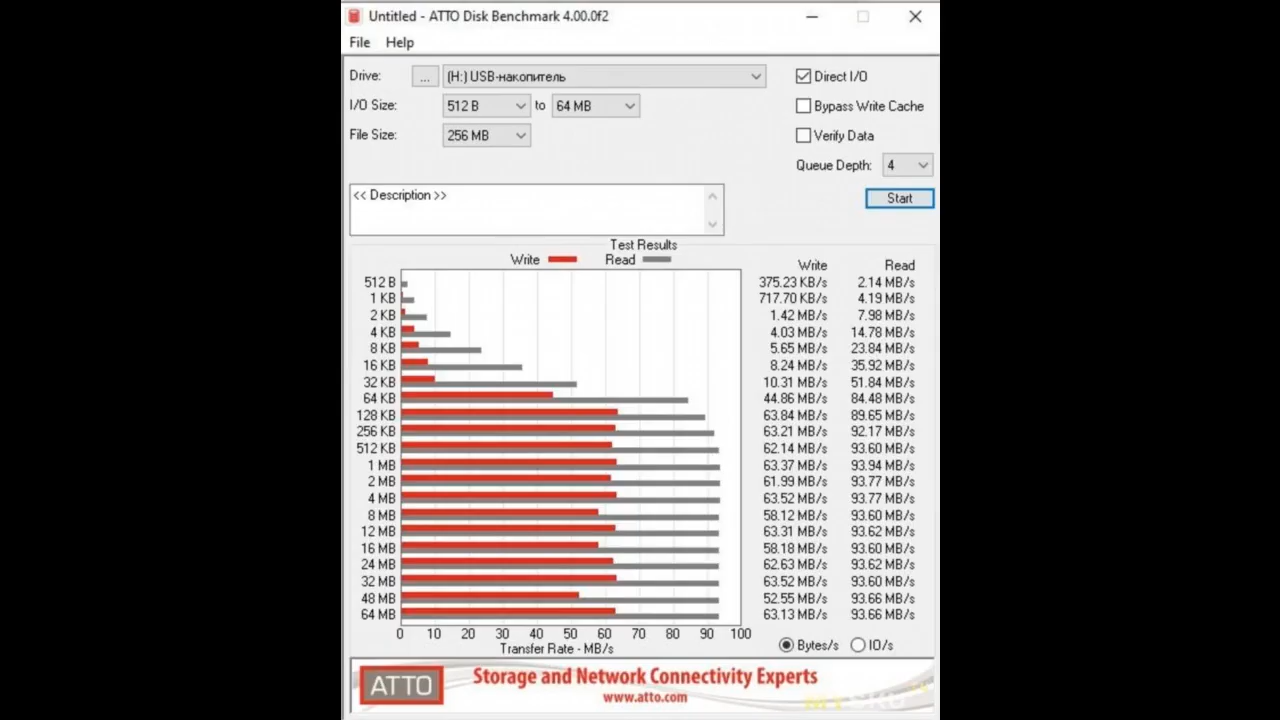 Untitled - ATTO Disk Benchmark 4.00.0f2
File Help
Drive: ... (H:) USB-накопитель Direct I/O
I/O Size: 512 B to 64 MB Bypass Write Cache
File Size: 256 MB Verify Data
Queue Depth: 4
<< Description >> Start
Test Results
Write Read Write Read
512 B 375.23 KB/s 2.14 MB/s
1 KB 717.70 KB/s 4.19 MB/s
2 KB 1.42 MB/s 7.98 MB/s
4 KB 4.03 MB/s 14.78 MB/s
8 KB 5.65 MB/s 23.84 MB/s
16 KB 8.24 MB/s 35.92 MB/s
32 KB 10.31 MB/s 51.84 MB/s
64 KB 44.86 MB/s 84.48 MB/s
128 KB 63.84 MB/s 89.65 MB/s
256 KB 63.21 MB/s 92.17 MB/s
512 KB 62.14 MB/s 93.60 MB/s
1 MB 63.37 MB/s 93.94 MB/s
2 MB 61.99 MB/s 93.77 MB/s
4 MB 63.52 MB/s 93.77 MB/s
8 MB 58.12 MB/s 93.60 MB/s
12 MB 63.31 MB/s 93.62 MB/s
16 MB 58.18 MB/s 93.60 MB/s
24 MB 62.63 MB/s 93.62 MB/s
32 MB 63.52 MB/s 93.60 MB/s
48 MB 52.55 MB/s 93.66 MB/s
64 MB 63.13 MB/s 93.66 MB/s
0 10 20 30 40 50 60 70 80 90 100
Transfer Rate - MB/s Bytes/s IO/s
ATTO Storage and Network Connectivity Experts
www.atto.com